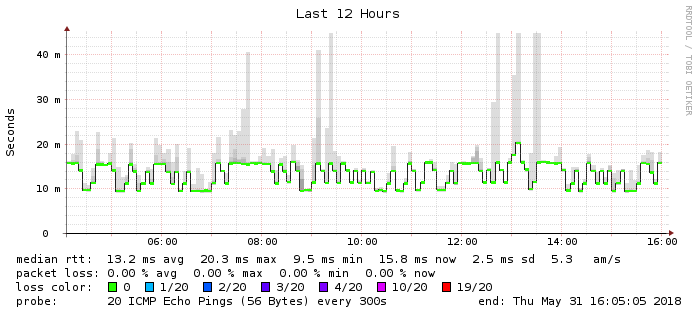 Last 12 Hours
RRDTOOL / TOBI OETIKER
Seconds
40 m
30 m
20 m
10 m
0
06:00 08:00 10:00 12:00 14:00 16:00
median rtt: 13.2 ms avg 20.3 ms max 9.5 ms min 15.8 ms now 2.5 ms sd 5.3 am/s
packet loss: 0.00 % avg 0.00 % max 0.00 % min 0.00 % now
loss color: 0 1/20 2/20 3/20 4/20 10/20 19/20
probe: 20 ICMP Echo Pings (56 Bytes) every 300s end: Thu May 31 16:05:05 2018